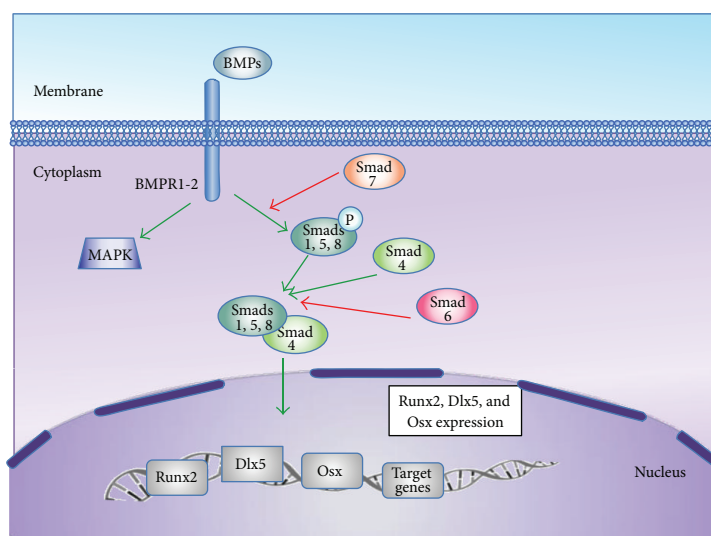 BMPs
Membrane
Cytoplasm
BMPR1-2
Smad
7
P
Smads
1, 5, 8
MAPK
Smad
4
Smads
1, 5, 8
Smad
4
Smad
6
Runx2, Dlx5, and
Osx expression
Runx2
Dlx5
Osx
Target
genes
Nucleus